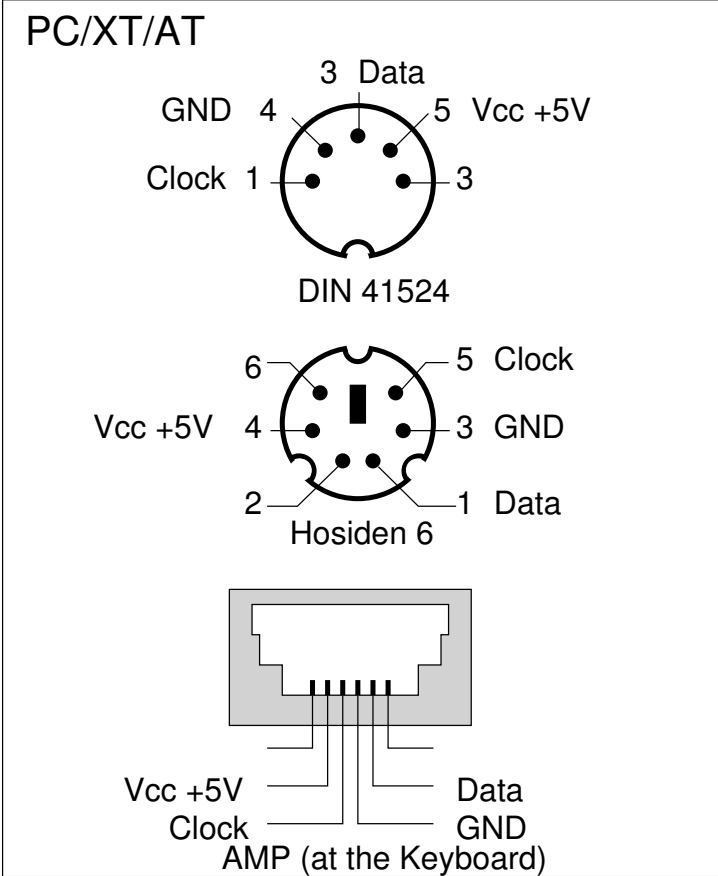 PC/XT/AT
3 Data
GND 4
5 Vcc +5V
Clock 1
3
DIN 41524
6
5 Clock
Vcc +5V 4
3 GND
2
1 Data
Hosiden 6
Vcc +5V
Data
Clock
GND
AMP (at the Keyboard)